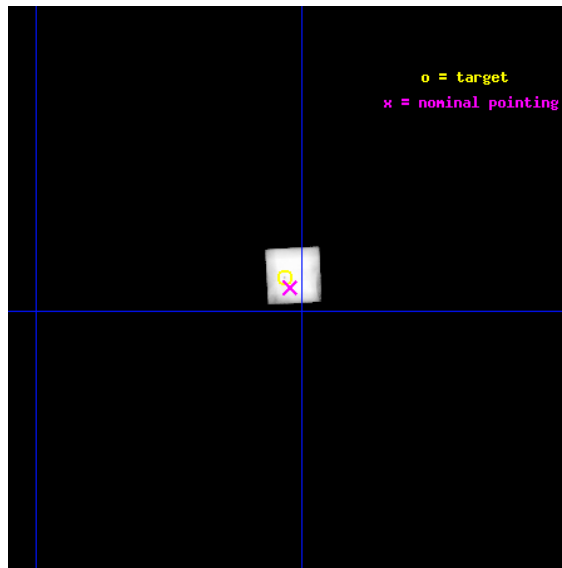 o = target
x = nominal pointing